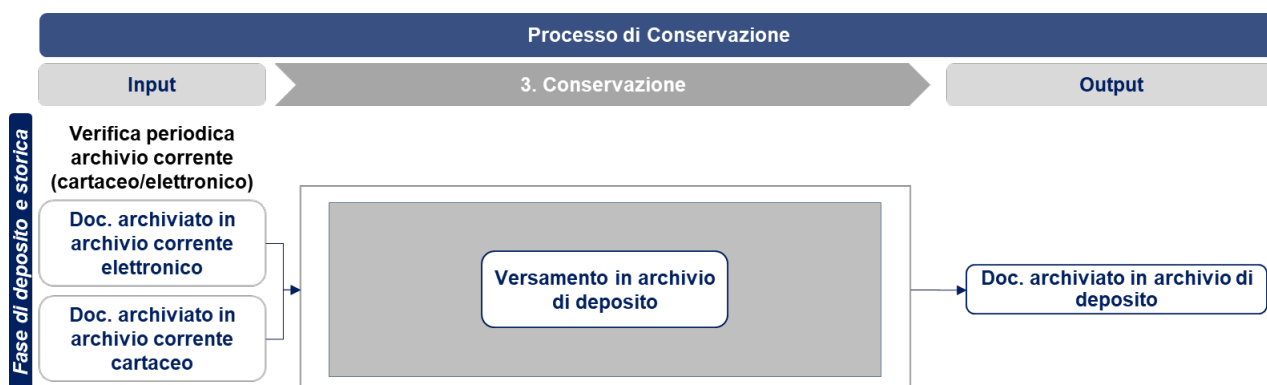 Processo di Conservazione
Input
3. Conservazione
Output
Fase di deposito e storica
Verifica periodica
archivio corrente
(cartaceo/elettronico)
Doc. archiviato in
archivio corrente
elettronico
Doc. archiviato in
archivio corrente
cartaceo
Versamento in archivio
di deposito
Doc. archiviato in archivio di
deposito